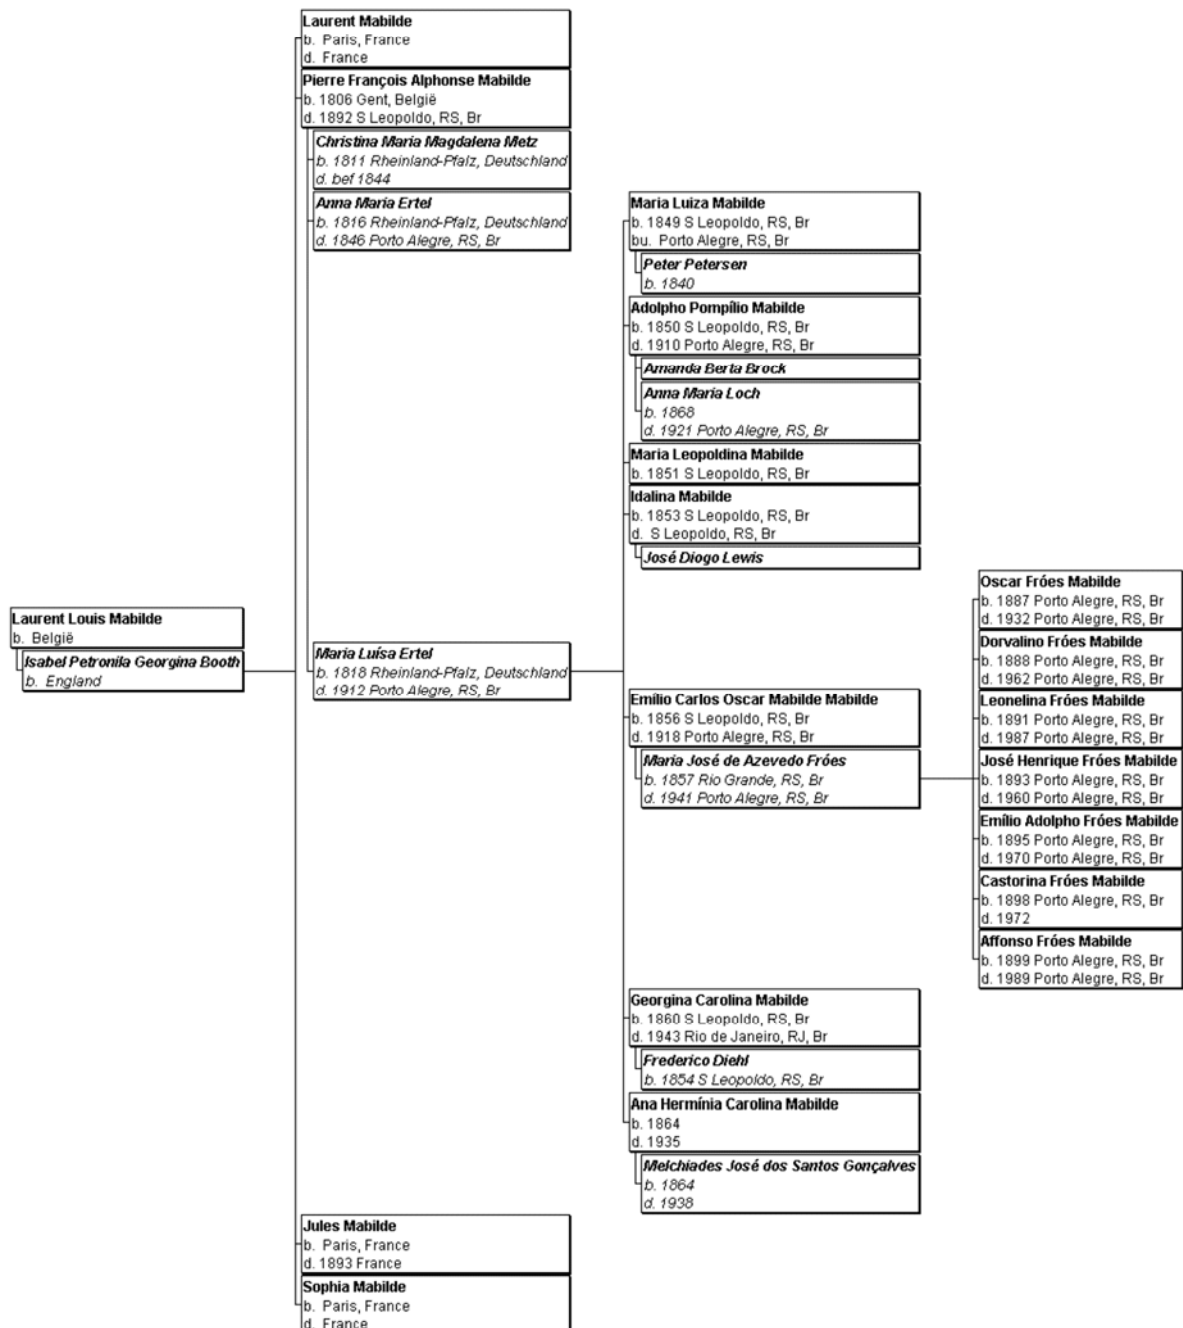 Laurent Louis Mabilde
b.  België
Isabel Petronila Georgina Booth
b.  England
Laurent Mabilde
b.  Paris, France
d.  France
Pierre François Alphonse Mabilde
b. 1806 Gent, België
d. 1892 S Leopoldo, RS, Br
Christina Maria Magdalena Metz
b. 1811 Rheinland-Pfalz, Deutschland
d. bef 1844
Anna Maria Ertel
b. 1816 Rheinland-Pfalz, Deutschland
d. 1846 Porto Alegre, RS, Br
Maria Luísa Ertel
b. 1818 Rheinland-Pfalz, Deutschland
d. 1912 Porto Alegre, RS, Br
Jules Mabilde
b.  Paris, France
d. 1893 France
Sophia Mabilde
b.  Paris, France
d.  France
Maria Luiza Mabilde
b. 1849 S Leopoldo, RS, Br
bu.  Porto Alegre, RS, Br
Peter Petersen
b. 1840
Adolpho Pompílio Mabilde
b. 1850 S Leopoldo, RS, Br
d. 1910 Porto Alegre, RS, Br
Amanda Berta Brock
Anna Maria Loch
b. 1868
d. 1921 Porto Alegre, RS, Br
Maria Leopoldina Mabilde
b. 1851 S Leopoldo, RS, Br
Idalina Mabilde
b. 1853 S Leopoldo, RS, Br
d.  S Leopoldo, RS, Br
José Diogo Lewis
Emílio Carlos Oscar Mabilde Mabilde
b. 1856 S Leopoldo, RS, Br
d. 1918 Porto Alegre, RS, Br
Maria José de Azevedo Fróes
b. 1857 Rio Grande, RS, Br
d. 1941 Porto Alegre, RS, Br
Georgina Carolina Mabilde
b. 1860 S Leopoldo, RS, Br
d. 1943 Rio de Janeiro, RJ, Br
Frederico Diehl
b. 1854 S Leopoldo, RS, Br
Ana Hermínia Carolina Mabilde
b. 1864
d. 1935
Melchiades José dos Santos Gonçalves
b. 1864
d. 1938
Oscar Fróes Mabilde
b. 1887 Porto Alegre, RS, Br
d. 1932 Porto Alegre, RS, Br
Dorvalino Fróes Mabilde
b. 1888 Porto Alegre, RS, Br
d. 1962 Porto Alegre, RS, Br
Leonelina Fróes Mabilde
b. 1891 Porto Alegre, RS, Br
d. 1987 Porto Alegre, RS, Br
José Henrique Fróes Mabilde
b. 1893 Porto Alegre, RS, Br
d. 1960 Porto Alegre, RS, Br
Emílio Adolpho Fróes Mabilde
b. 1895 Porto Alegre, RS, Br
d. 1970 Porto Alegre, RS, Br
Castorina Fróes Mabilde
b. 1898 Porto Alegre, RS, Br
d. 1972
Affonso Fróes Mabilde
b. 1899 Porto Alegre, RS, Br
d. 1989 Porto Alegre, RS, Br